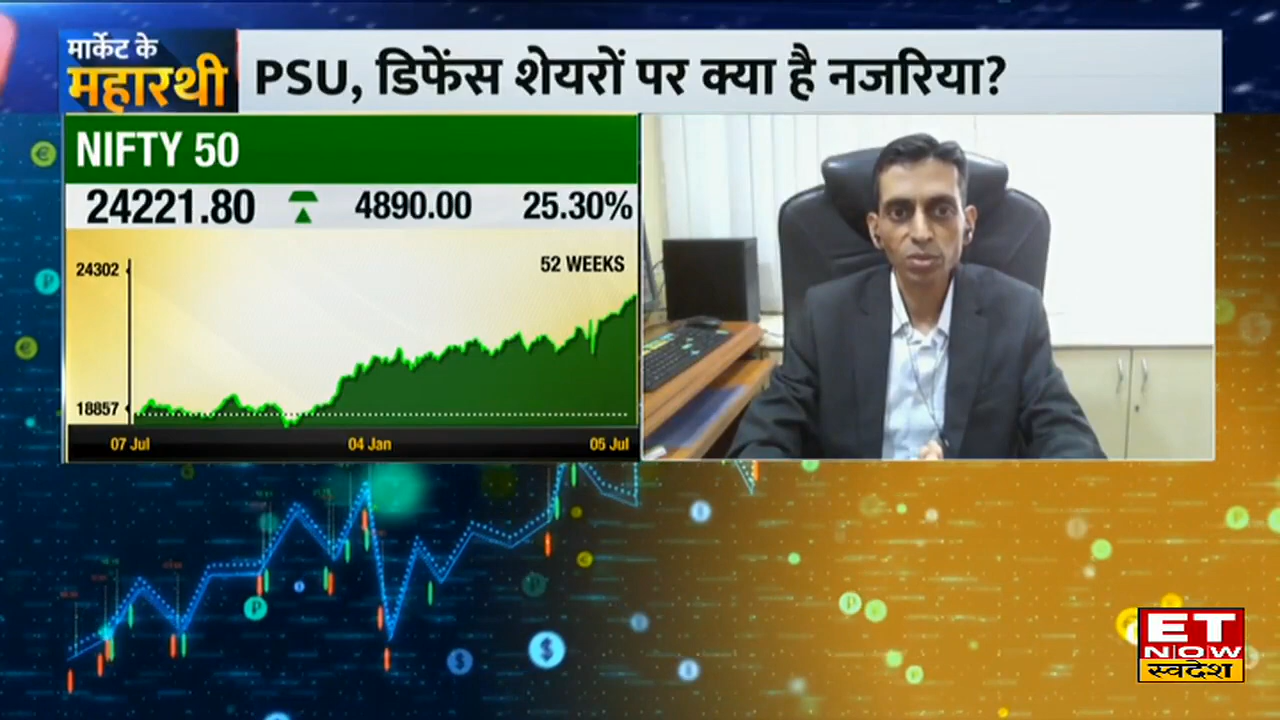 मार्केट के
महारथी
PSU, डिफेंस शेयरों पर क्या है नजरिया?
NIFTY 50
24221.80 4890.00 25.30%
24302
52 WEEKS
18857
07 Jul 04 Jan 05 Jul
ET
NOW
स्वदेश